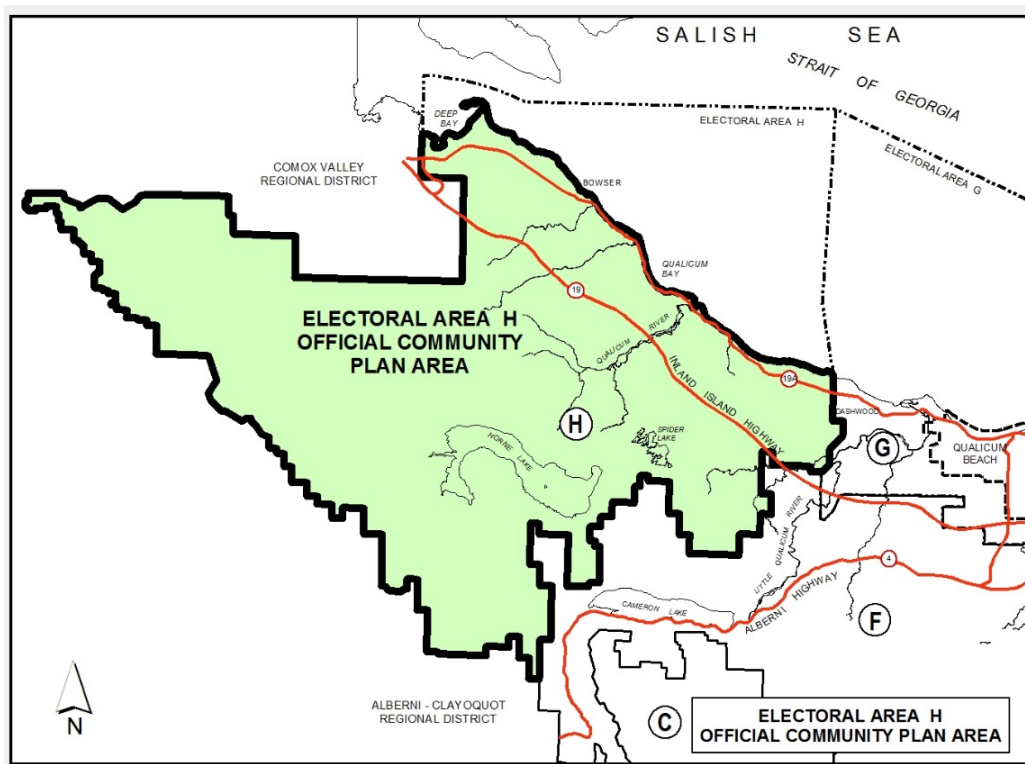 SALISH SEA
STRAIT OF GEORGIA
DEEP
BAY
ELECTORAL AREA H
ELECTORAL AREA G
COMOX VALLEY
REGIONAL DISTRICT
BOWSER
QUALICUM
BAY
19
ELECTORAL AREA H
OFFICIAL COMMUNITY
PLAN AREA
QUALICUM RIVER
INLAND ISLAND HIGHWAY
19A
DASHWOOD
H
SPIDER
LAKE
HORNE LAKE
G
QUALICUM
BEACH
LITTLE QUALICUM RIVER
4
ALBERNI HIGHWAY
CAMERON LAKE
F
N
ALBERNI - CLAYOQUOT
REGIONAL DISTRICT
C
ELECTORAL AREA H
OFFICIAL COMMUNITY PLAN AREA